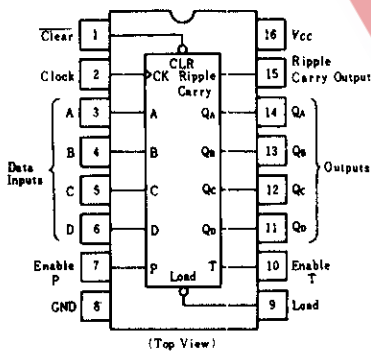 Clear 1 16 Vcc
CLR
Clock 2 CK Ripple Carry 15 Ripple Carry Output
A 3 A QA 14 QA
B 4 B QB 13 QB
Data Inputs
Outputs
C 5 C QC 12 QC
D 6 D QD 11 QD
Enable P 7 P T 10 Enable T
Load
GND 8 9 Load
(Top View)